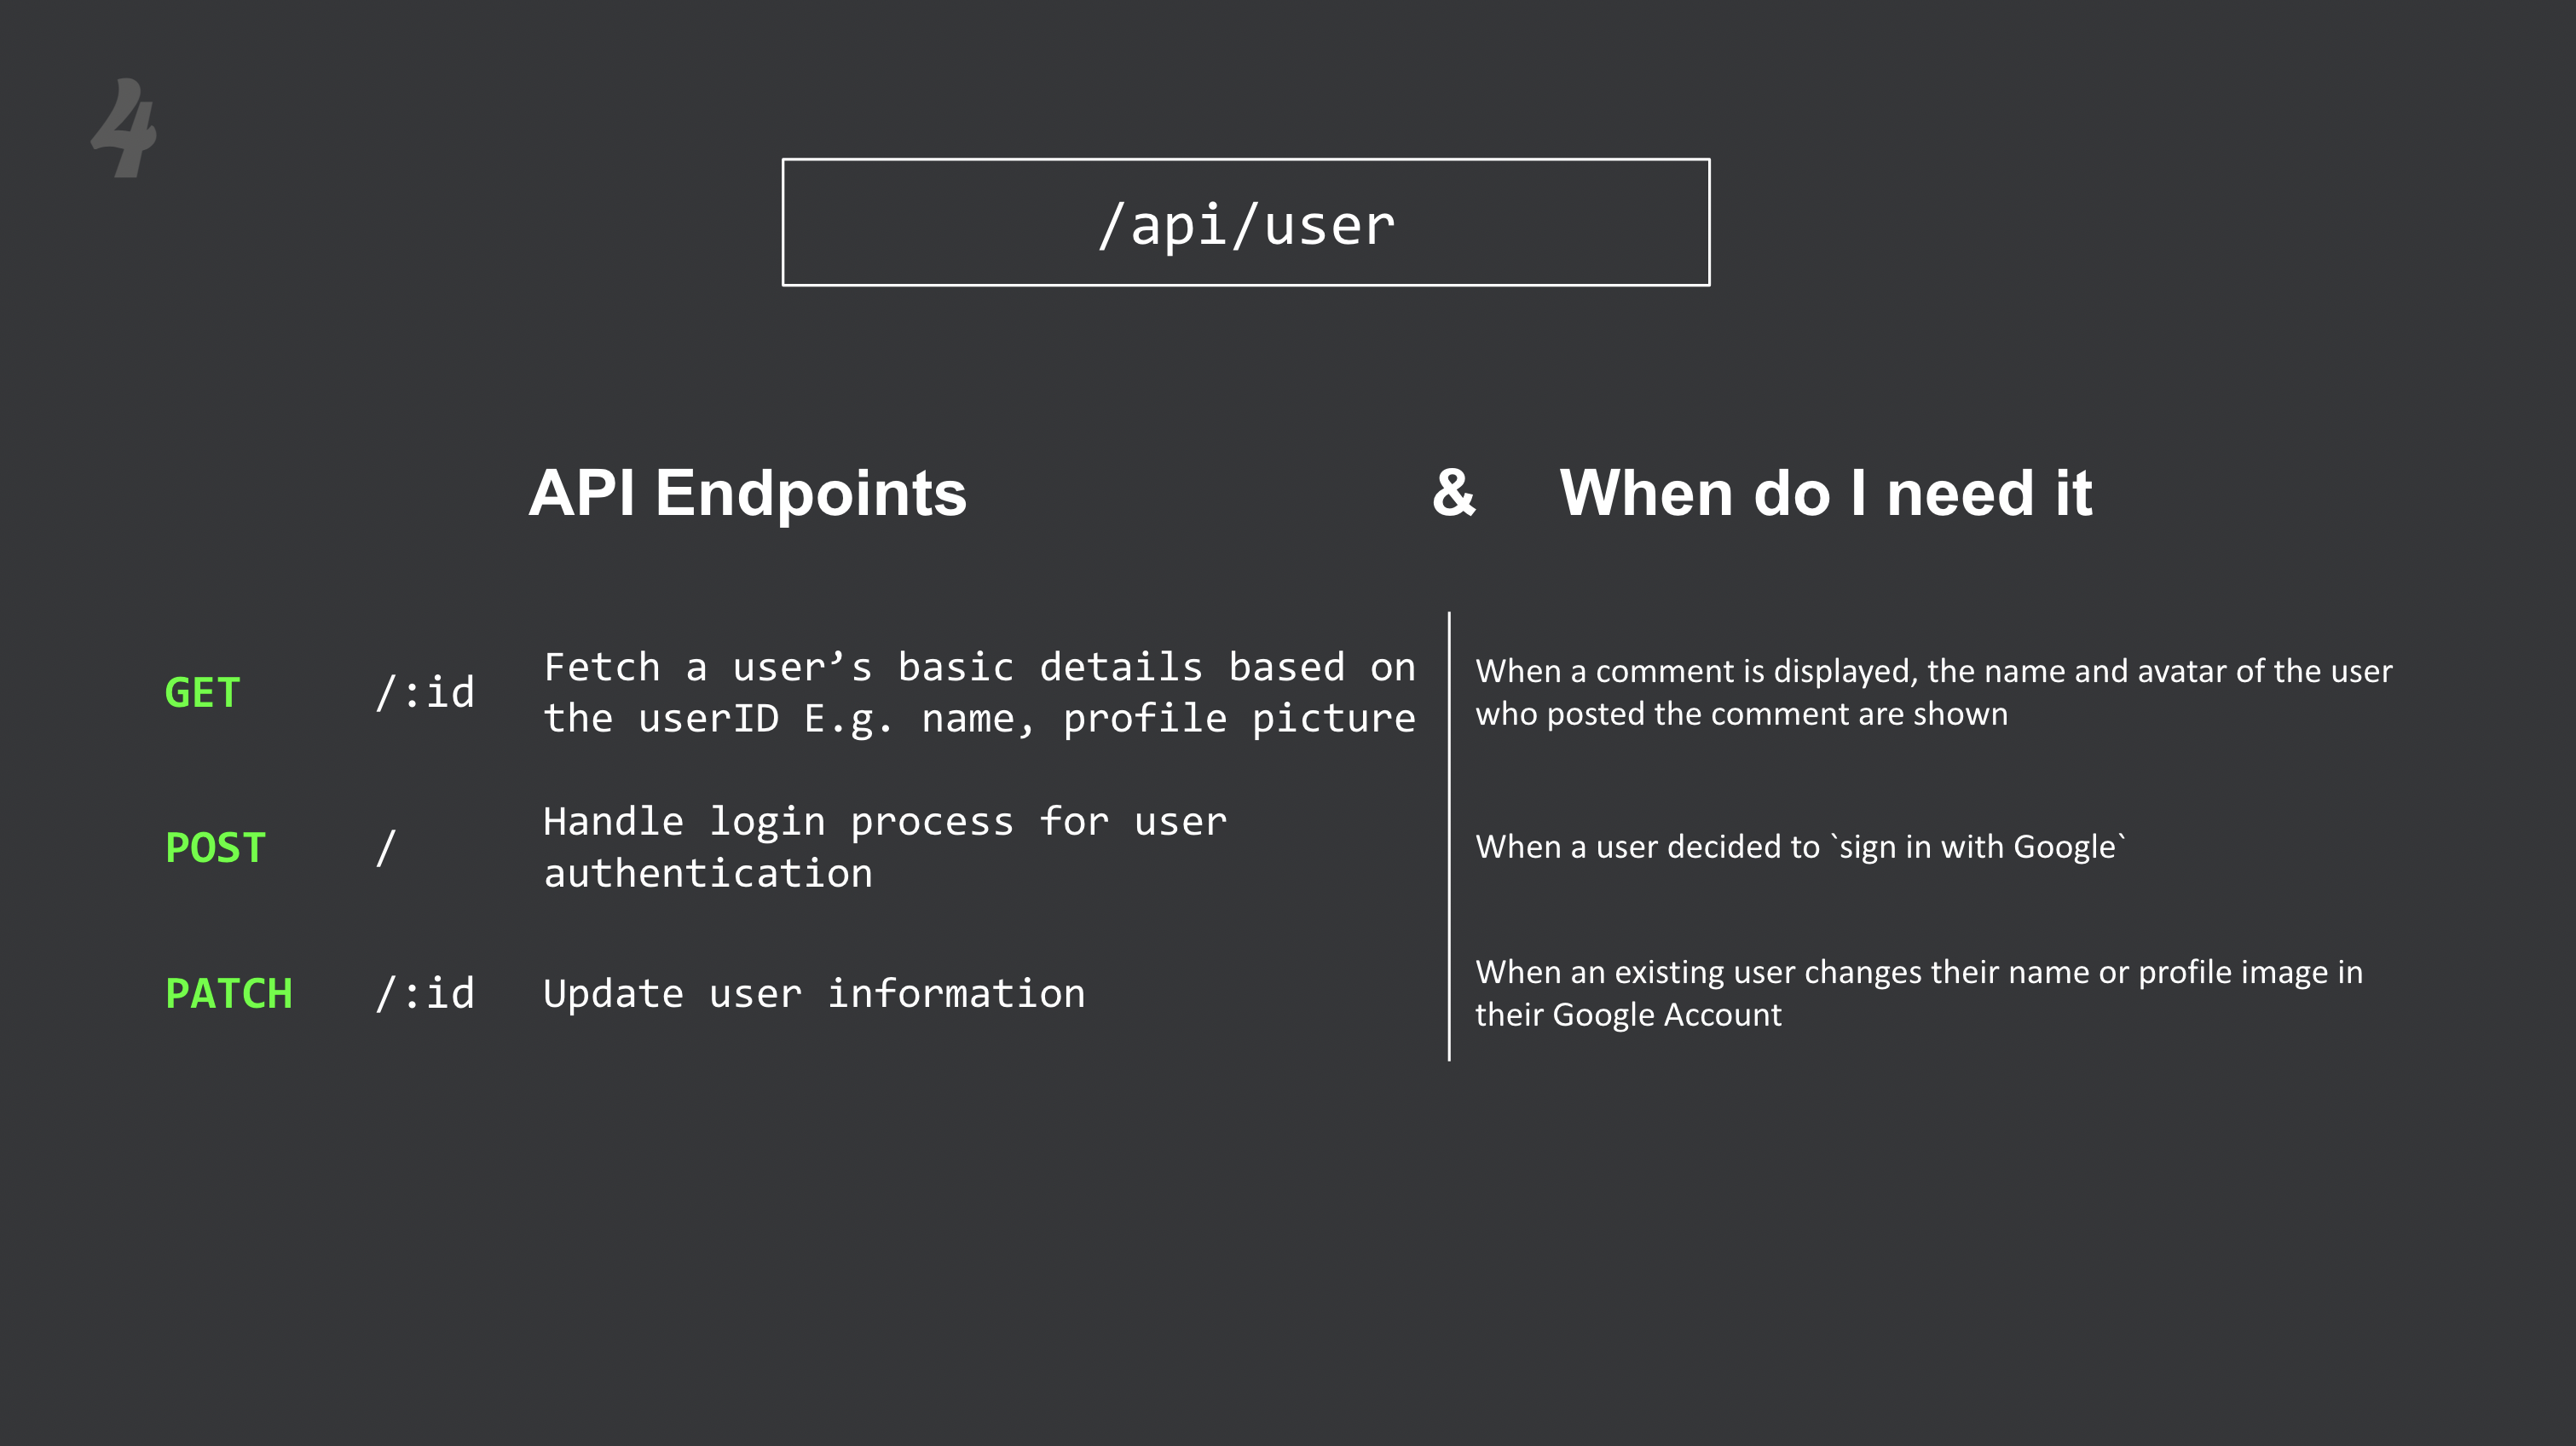 4
/api/user
API Endpoints & When do I need it
GET /:id Fetch a user’s basic details based on
the userID E.g. name, profile picture
When a comment is displayed, the name and avatar of the user
who posted the comment are shown
POST / Handle login process for user
authentication
When a user decided to `sign in with Google`
PATCH /:id Update user information
When an existing user changes their name or profile image in
their Google Account